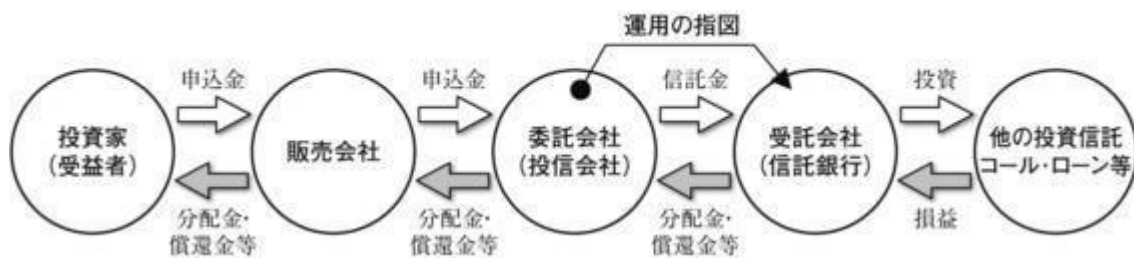 運用の指図
申込金
申込金
信託金
投資
投資家
(受益者)
販売会社
委託会社
(投信会社)
受託会社
(信託銀行)
他の投資信託
コール・ローン等
分配金・
償還金等
分配金・
償還金等
分配金・
償還金等
損益